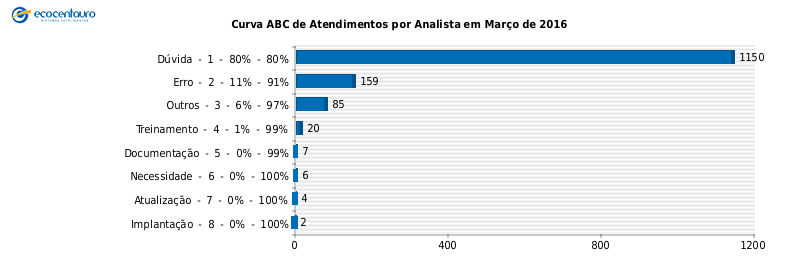 ecocentauro
Curva ABC de Atendimentos por Analista em Março de 2016
Dúvida - 1 - 80% - 80% 1150
Erro - 2 - 11% - 91% 159
Outros - 3 - 6% - 97% 85
Treinamento - 4 - 1% - 99% 20
Documentação - 5 - 0% - 99% 7
Necessidade - 6 - 0% - 100% 6
Atualização - 7 - 0% - 100% 4
Implantação - 8 - 0% - 100% 2
0 400 800 1200